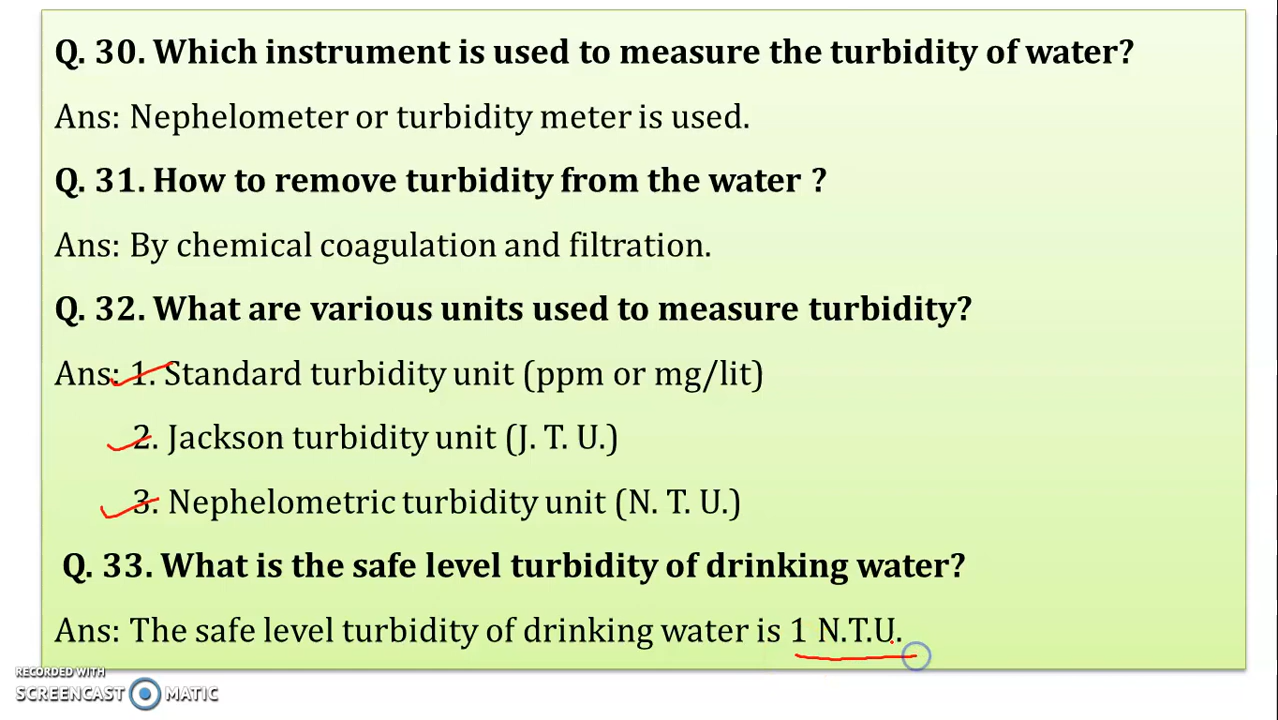 Q. 30. Which instrument is used to measure the turbidity of water?
Ans: Nephelometer or turbidity meter is used.
Q. 31. How to remove turbidity from the water ?
Ans: By chemical coagulation and filtration.
Q. 32. What are various units used to measure turbidity?
Ans: 1. Standard turbidity unit (ppm or mg/lit)
2. Jackson turbidity unit (J. T. U.)
3. Nephelometric turbidity unit (N. T. U.)
Q. 33. What is the safe level turbidity of drinking water?
Ans: The safe level turbidity of drinking water is 1 N.T.U.
RECORDED WITH
SCREENCAST MATIC